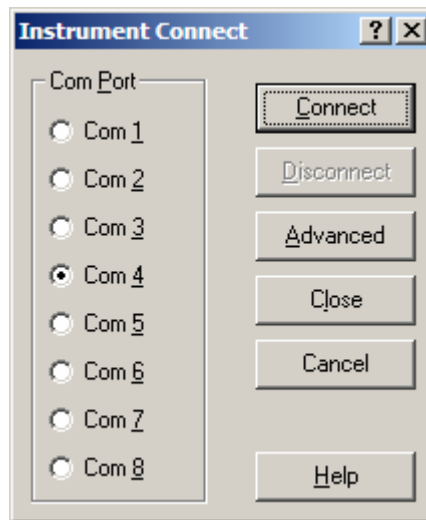 Instrument Connect
Com Port
Com 1
Com 2
Com 3
Com 4
Com 5
Com 6
Com 7
Com 8
Connect
Disconnect
Advanced
Close
Cancel
Help